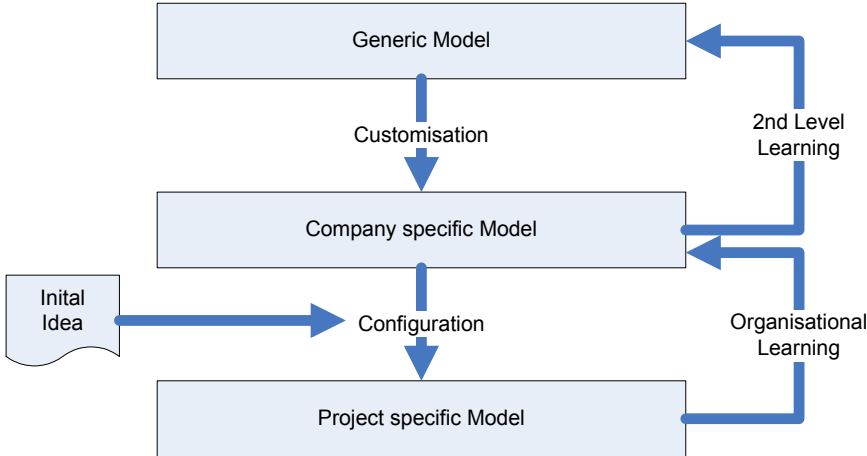 Generic Model
Customisation
2nd Level
Learning
Company specific Model
Inital
Idea
Configuration
Organisational
Learning
Project specific Model